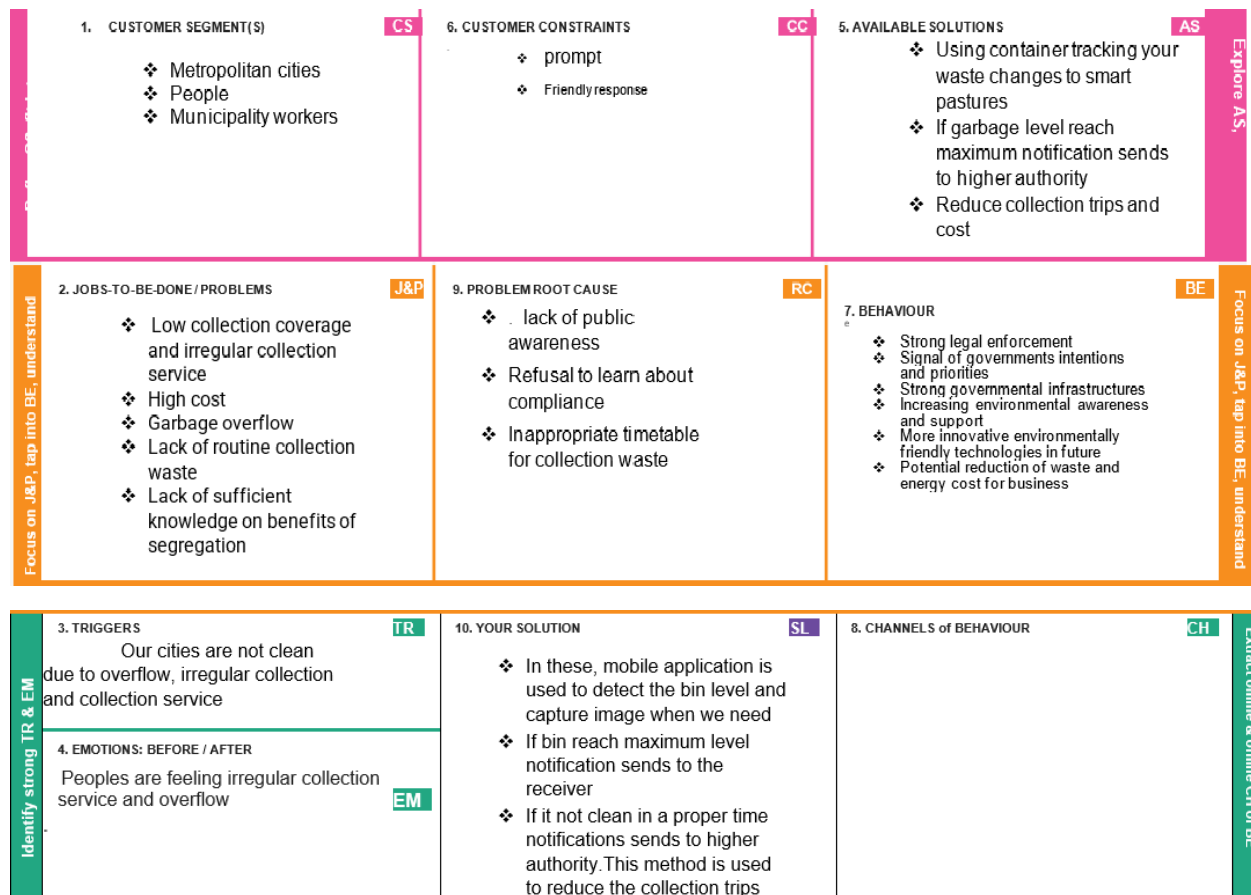 1. CUSTOMER SEGMENT(S)
CS
❖ Metropolitan cities
❖ People
❖ Municipality workers
6. CUSTOMER CONSTRAINTS
CC
❖ prompt
❖ Friendly response
5. AVAILABLE SOLUTIONS
AS
❖ Using container tracking your
waste changes to smart
pastures
❖ If garbage level reach
maximum notification sends
to higher authority
❖ Reduce collection trips and
cost
Explore AS,
Focus on J&P, tap into BE, understand
2. JOBS-TO-BE-DONE / PROBLEMS
J&P
❖ Low collection coverage
and irregular collection
service
❖ High cost
❖ Garbage overflow
❖ Lack of routine collection
waste
❖ Lack of sufficient
knowledge on benefits of
segregation
9. PROBLEM ROOT CAUSE
RC
❖ . lack of public
awareness
❖ Refusal to learn about
compliance
❖ Inappropriate timetable
for collection waste
BE
7. BEHAVIOUR
e
❖ Strong legal enforcement
❖ Signal of governments intentions
and priorities
❖ Strong governmental infrastructures
❖ Increasing environmental awareness
and support
❖ More innovative environmentally
friendly technologies in future
❖ Potential reduction of waste and
energy cost for business
Focus on J&P, tap into BE, understand
Identify strong TR & EM
3. TRIGGERS
TR
Our cities are not clean
due to overflow, irregular collection
and collection service
4. EMOTIONS: BEFORE / AFTER
Peoples are feeling irregular collection
service and overflow
EM
10. YOUR SOLUTION
SL
❖ In these, mobile application is
used to detect the bin level and
capture image when we need
❖ If bin reach maximum level
notification sends to the
receiver
❖ If it not clean in a proper time
notifications sends to higher
authority.This method is used
to reduce the collection trips
8. CHANNELS of BEHAVIOUR
CH
Extract online & offline CH of BE